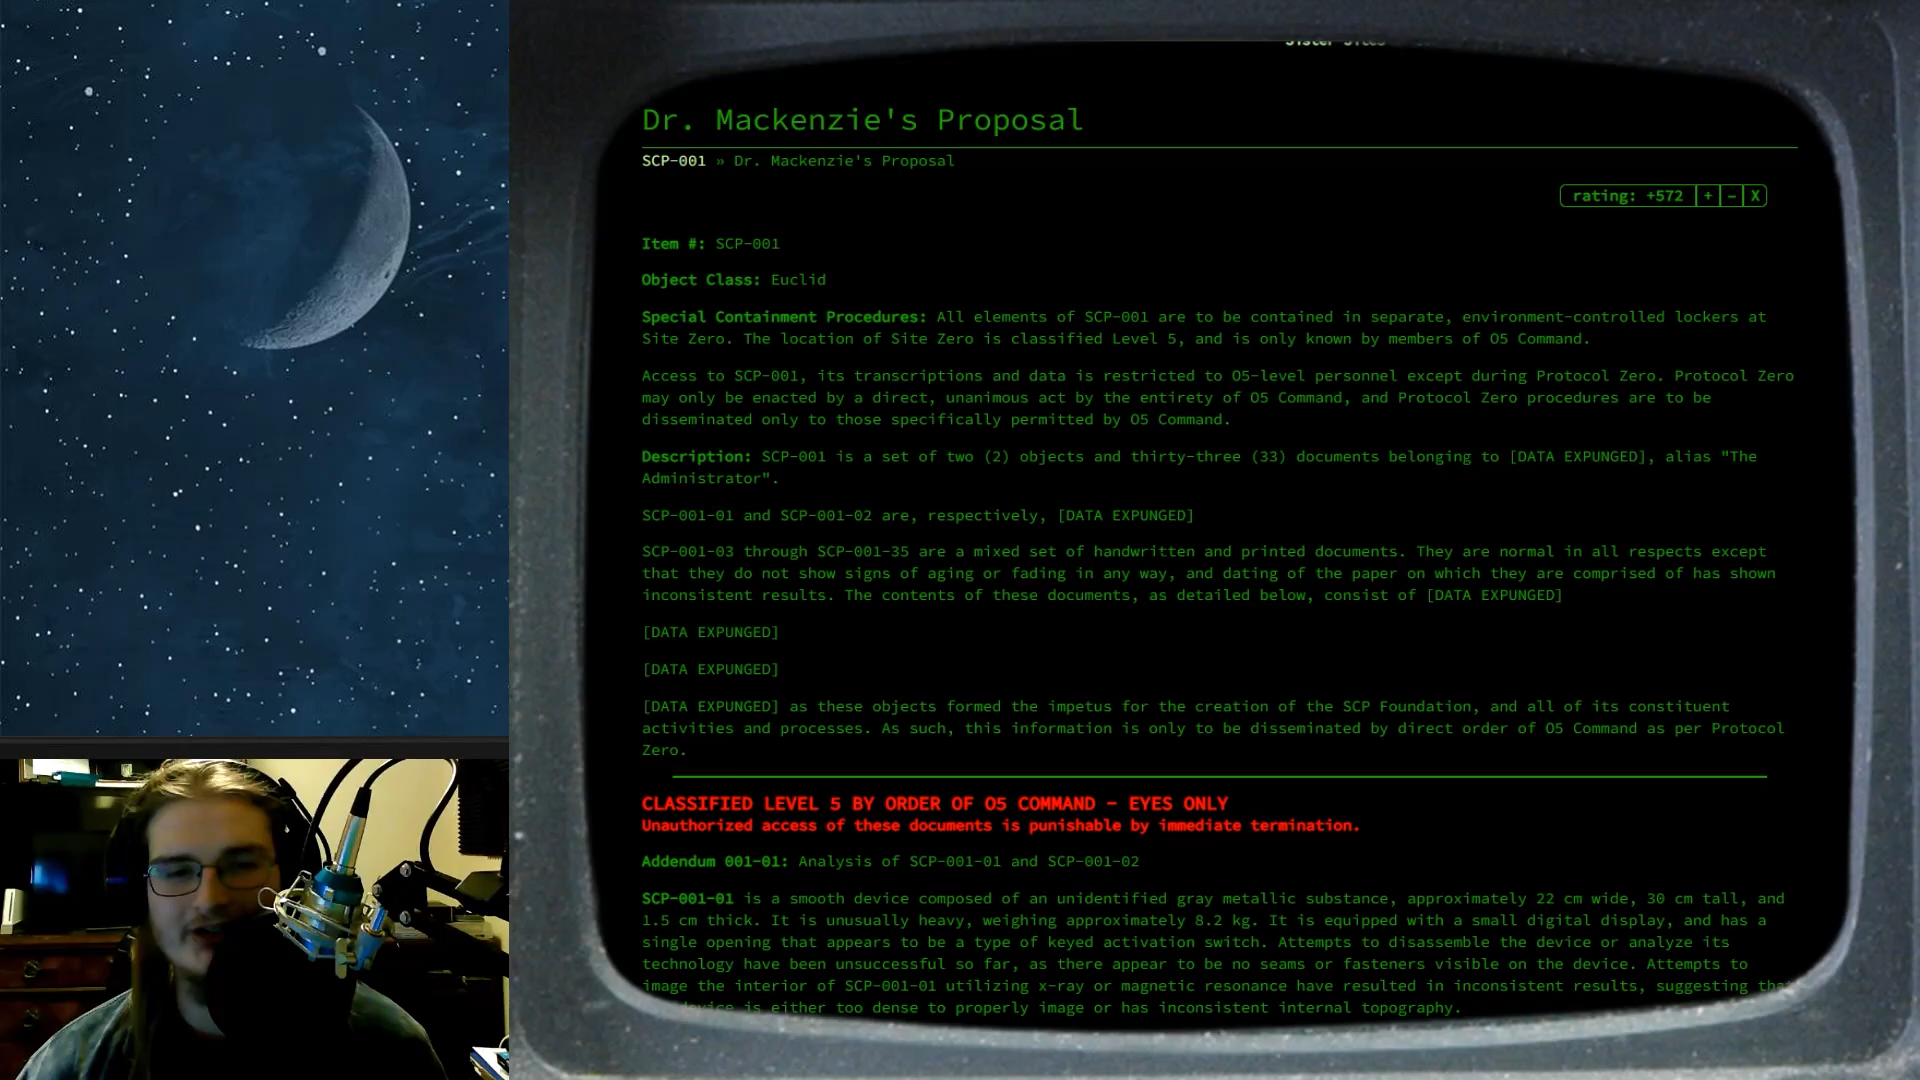 Sister Sites
Dr. Mackenzie's Proposal
SCP-001 » Dr. Mackenzie's Proposal
rating: +572 + – X
Item #: SCP-001
Object Class: Euclid
Special Containment Procedures: All elements of SCP-001 are to be contained in separate, environment-controlled lockers at
Site Zero. The location of Site Zero is classified Level 5, and is only known by members of O5 Command.
Access to SCP-001, its transcriptions and data is restricted to O5-level personnel except during Protocol Zero. Protocol Zero
may only be enacted by a direct, unanimous act by the entirety of O5 Command, and Protocol Zero procedures are to be
disseminated only to those specifically permitted by O5 Command.
Description: SCP-001 is a set of two (2) objects and thirty-three (33) documents belonging to [DATA EXPUNGED], alias "The
Administrator".
SCP-001-01 and SCP-001-02 are, respectively, [DATA EXPUNGED]
SCP-001-03 through SCP-001-35 are a mixed set of handwritten and printed documents. They are normal in all respects except
that they do not show signs of aging or fading in any way, and dating of the paper on which they are comprised of has shown
inconsistent results. The contents of these documents, as detailed below, consist of [DATA EXPUNGED]
[DATA EXPUNGED]
[DATA EXPUNGED]
[DATA EXPUNGED] as these objects formed the impetus for the creation of the SCP Foundation, and all of its constituent
activities and processes. As such, this information is only to be disseminated by direct order of O5 Command as per Protocol
Zero.
CLASSIFIED LEVEL 5 BY ORDER OF O5 COMMAND – EYES ONLY
Unauthorized access of these documents is punishable by immediate termination.
Addendum 001-01: Analysis of SCP-001-01 and SCP-001-02
SCP-001-01 is a smooth device composed of an unidentified gray metallic substance, approximately 22 cm wide, 30 cm tall, and
1.5 cm thick. It is unusually heavy, weighing approximately 8.2 kg. It is equipped with a small digital display, and has a
single opening that appears to be a type of keyed activation switch. Attempts to disassemble the device or analyze its
technology have been unsuccessful so far, as there appear to be no seams or fasteners visible on the device. Attempts to
image the interior of SCP-001-01 utilizing x-ray or magnetic resonance have resulted in inconsistent results, suggesting that
device is either too dense to properly image or has inconsistent internal topography.